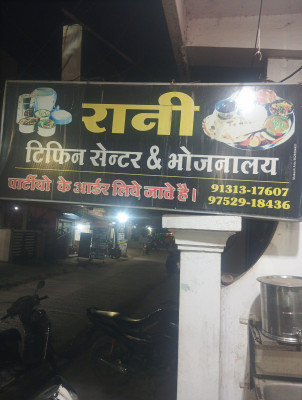 रानी
टिफिन सेन्टर & भोजनालय
पार्टीयो के आर्डर लिये जाते है।
91313-17607
97529-18436